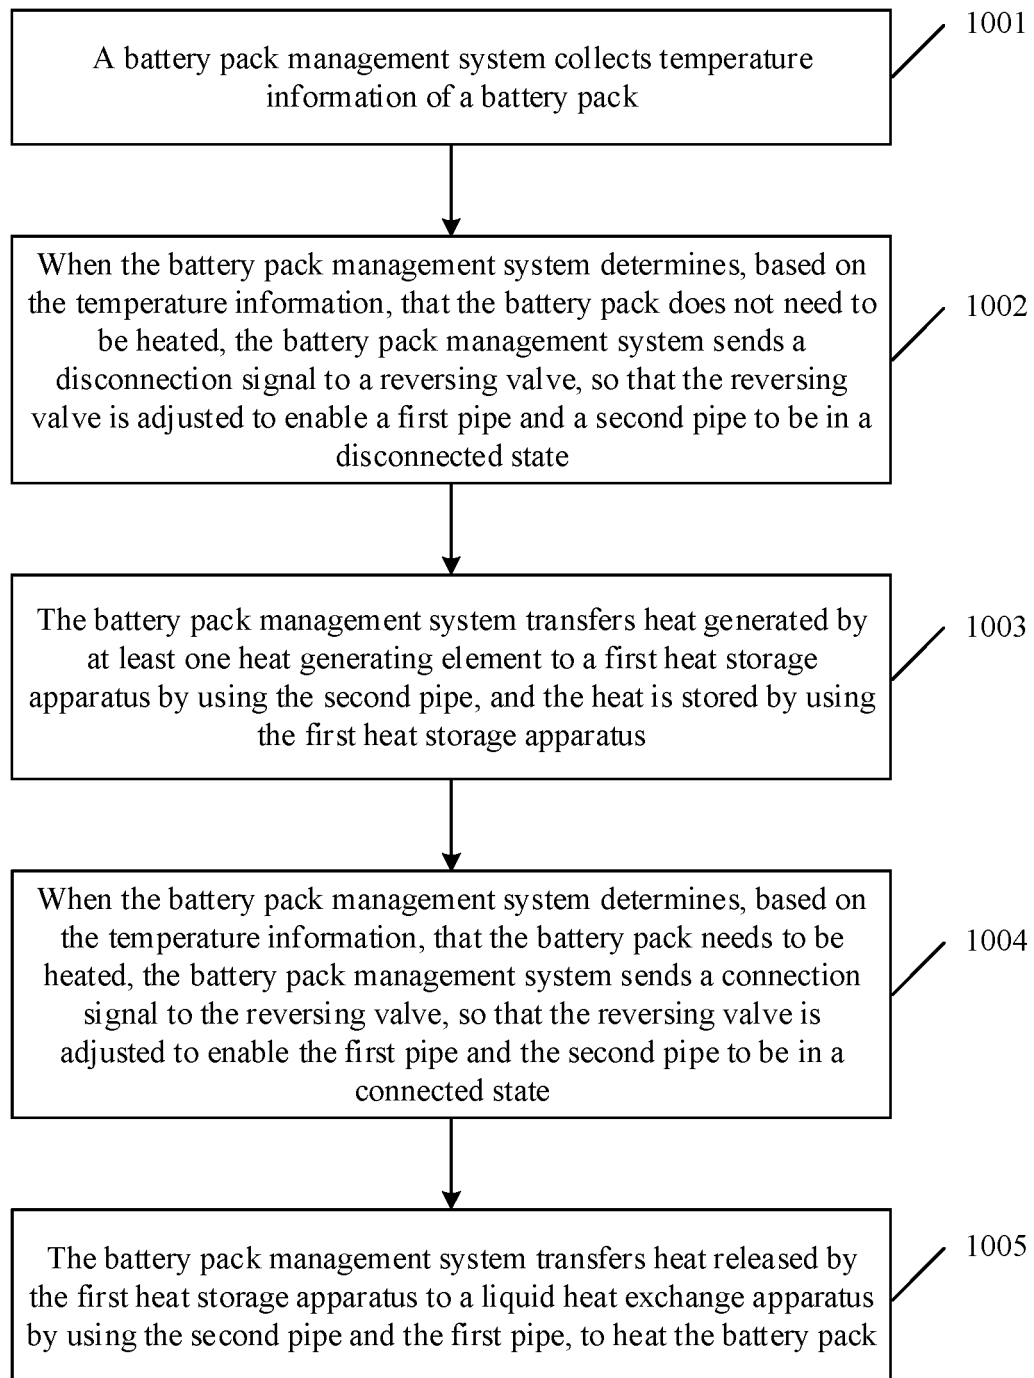 A battery pack management system collects temperature
information of a battery pack
1001
When the battery pack management system determines, based on
the temperature information, that the battery pack does not need to
be heated, the battery pack management system sends a
disconnection signal to a reversing valve, so that the reversing
valve is adjusted to enable a first pipe and a second pipe to be in a
disconnected state
1002
The battery pack management system transfers heat generated by
at least one heat generating element to a first heat storage
apparatus by using the second pipe, and the heat is stored by using
the first heat storage apparatus
1003
When the battery pack management system determines, based on
the temperature information, that the battery pack needs to be
heated, the battery pack management system sends a connection
signal to the reversing valve, so that the reversing valve is
adjusted to enable the first pipe and the second pipe to be in a
connected state
1004
The battery pack management system transfers heat released by
the first heat storage apparatus to a liquid heat exchange apparatus
by using the second pipe and the first pipe, to heat the battery pack
1005